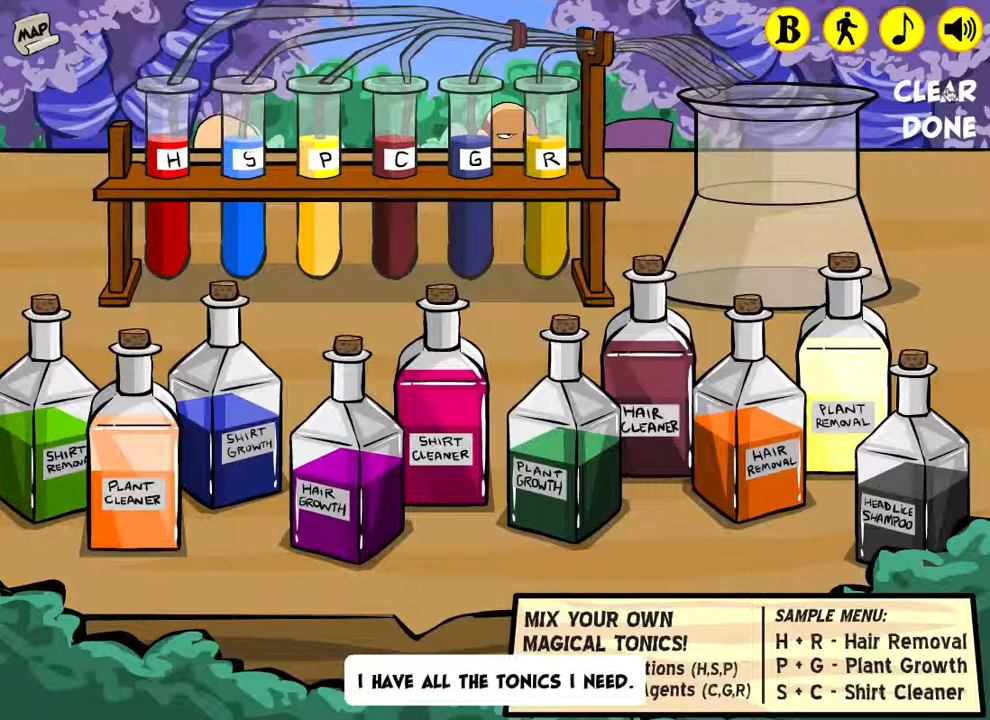 MAP
B
CLEAR
DONE
H
S
P
C
G
R
SHIRT
REMOVA
PLANT
CLEANER
SHIRT
GROWTH
HAIR
GROWTH
SHIRT
CLEANER
PLANT
GROWTH
HAIR
CLEANER
HAIR
REMOVAL
PLANT
REMOVAL
HEAD LICE
SHAMPOO
MIX YOUR OWN
MAGICAL TONICS!
tions (H,S,P)
gents (C,G,R)
SAMPLE MENU:
H + R - Hair Removal
P + G - Plant Growth
S + C - Shirt Cleaner
I HAVE ALL THE TONICS I NEED.